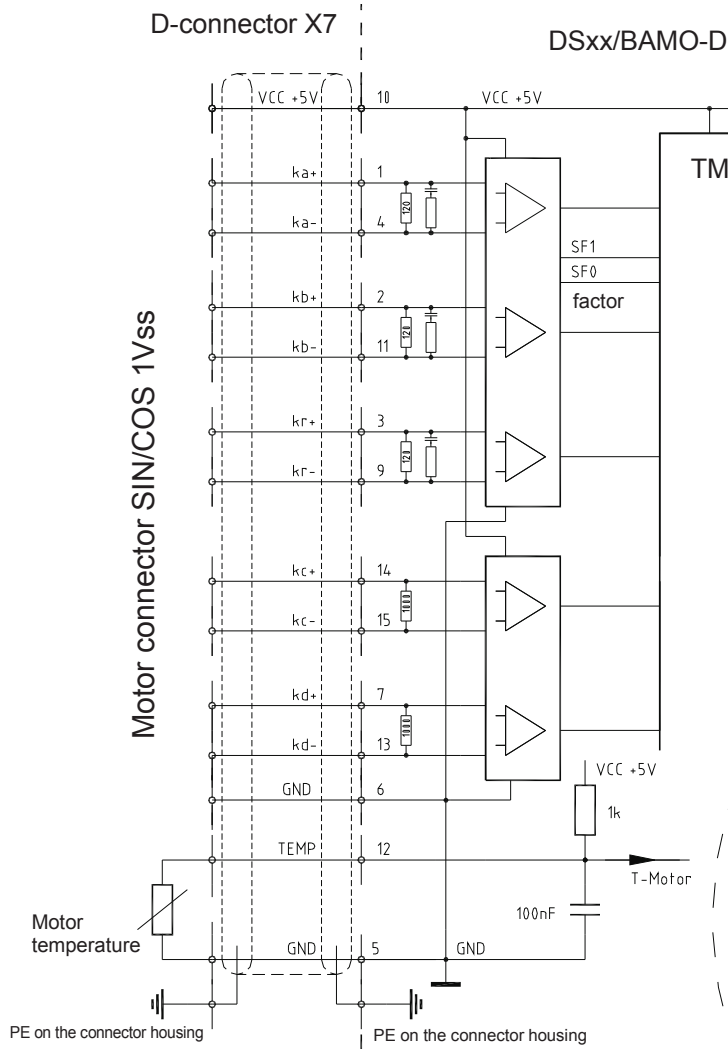 D-connector X7
DSxx/BAMO-D
VCC +5V 10 VCC +5V
TM
ka+ 1
120
ka- 4
SF1
SF0
factor
kb+ 2
120
kb- 11
kr+ 3
120
kr- 9
Motor connector SIN/COS 1Vss
kc+ 14
1000
kc- 15
kd+ 7
1000
kd- 13
VCC +5V
GND 6
1k
TEMP 12
T-Motor
100nF
Motor
temperature
GND 5 GND
PE on the connector housing
PE on the connector housing